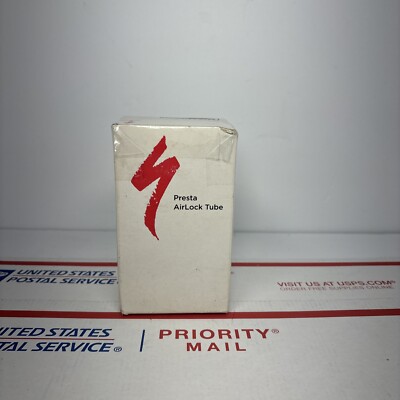 Presta
AirLock Tube
UNITED STATES
POSTAL SERVICE®
VISIT US AT USPS.COM®
ORDER FREE SUPPLIES ONLINE
UNITED STATES
POSTAL SERVICE®
PRIORITY®
MAIL